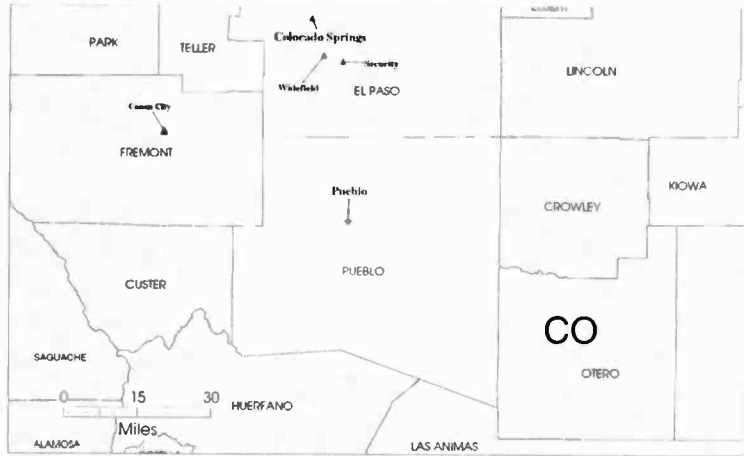 PARK
TELLER
Colorado Springs
Security
Widefield
EL PASO
LINCOLN
Canon City
FREMONT
KIOWA
Pueblo
CROWLEY
PUEBLO
CUSTER
CO
SAGUACHE
OTERO
0 15 30
HUERFANO
Miles
ALAMOSA
LAS ANIMAS